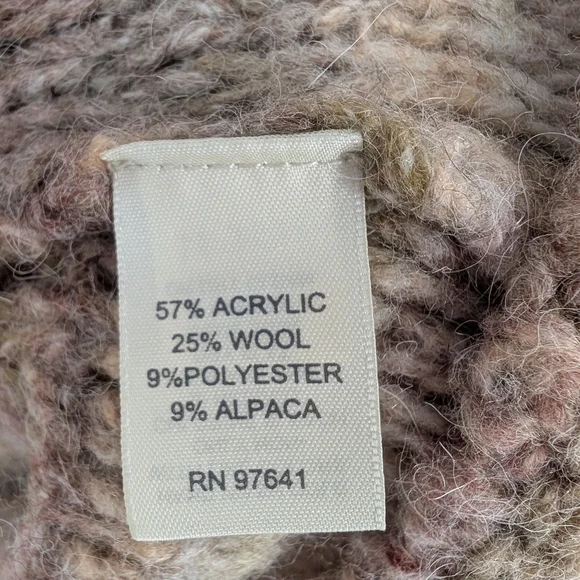 57% ACRYLIC
25% WOOL
9%POLYESTER
9% ALPACA
RN 97641